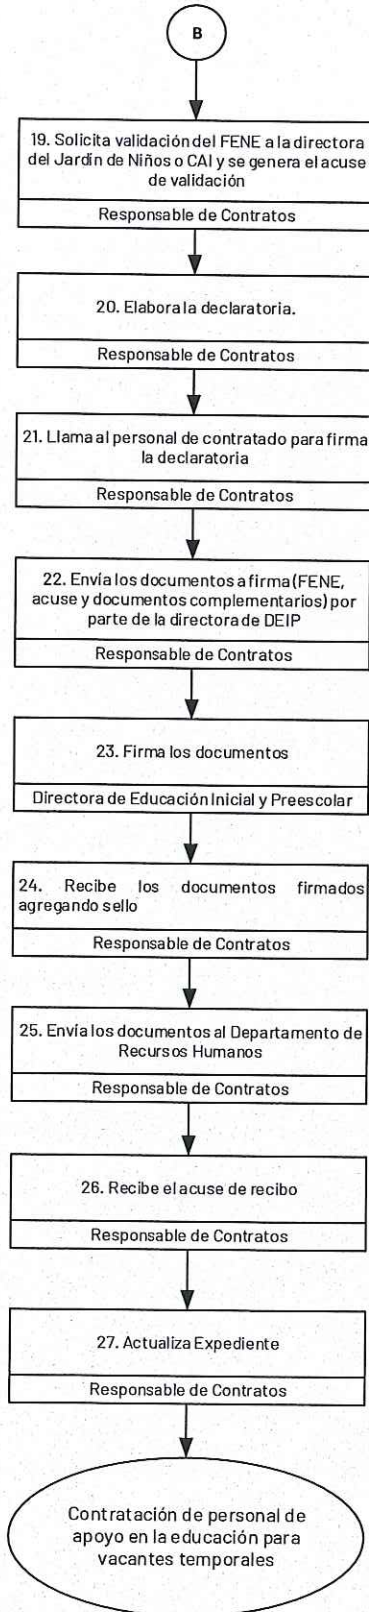 B
19. Solicita validación del FENE a la directora
del Jardín de Niños o CAI y se genera el acuse
de validación
Responsable de Contratos
20. Elabora la declaratoria.
Responsable de Contratos
21. Llama al personal de contratado para firma
la declaratoria
Responsable de Contratos
22. Envía los documentos a firma (FENE,
acuse y documentos complementarios) por
parte de la directora de DEIP
Responsable de Contratos
23. Firma los documentos
Directora de Educación Inicial y Preescolar
24. Recibe los documentos firmados
agregando sello
Responsable de Contratos
25. Envía los documentos al Departamento de
Recursos Humanos
Responsable de Contratos
26. Recibe el acuse de recibo
Responsable de Contratos
27. Actualiza Expediente
Responsable de Contratos
Contratación de personal de
apoyo en la educación para
vacantes temporales